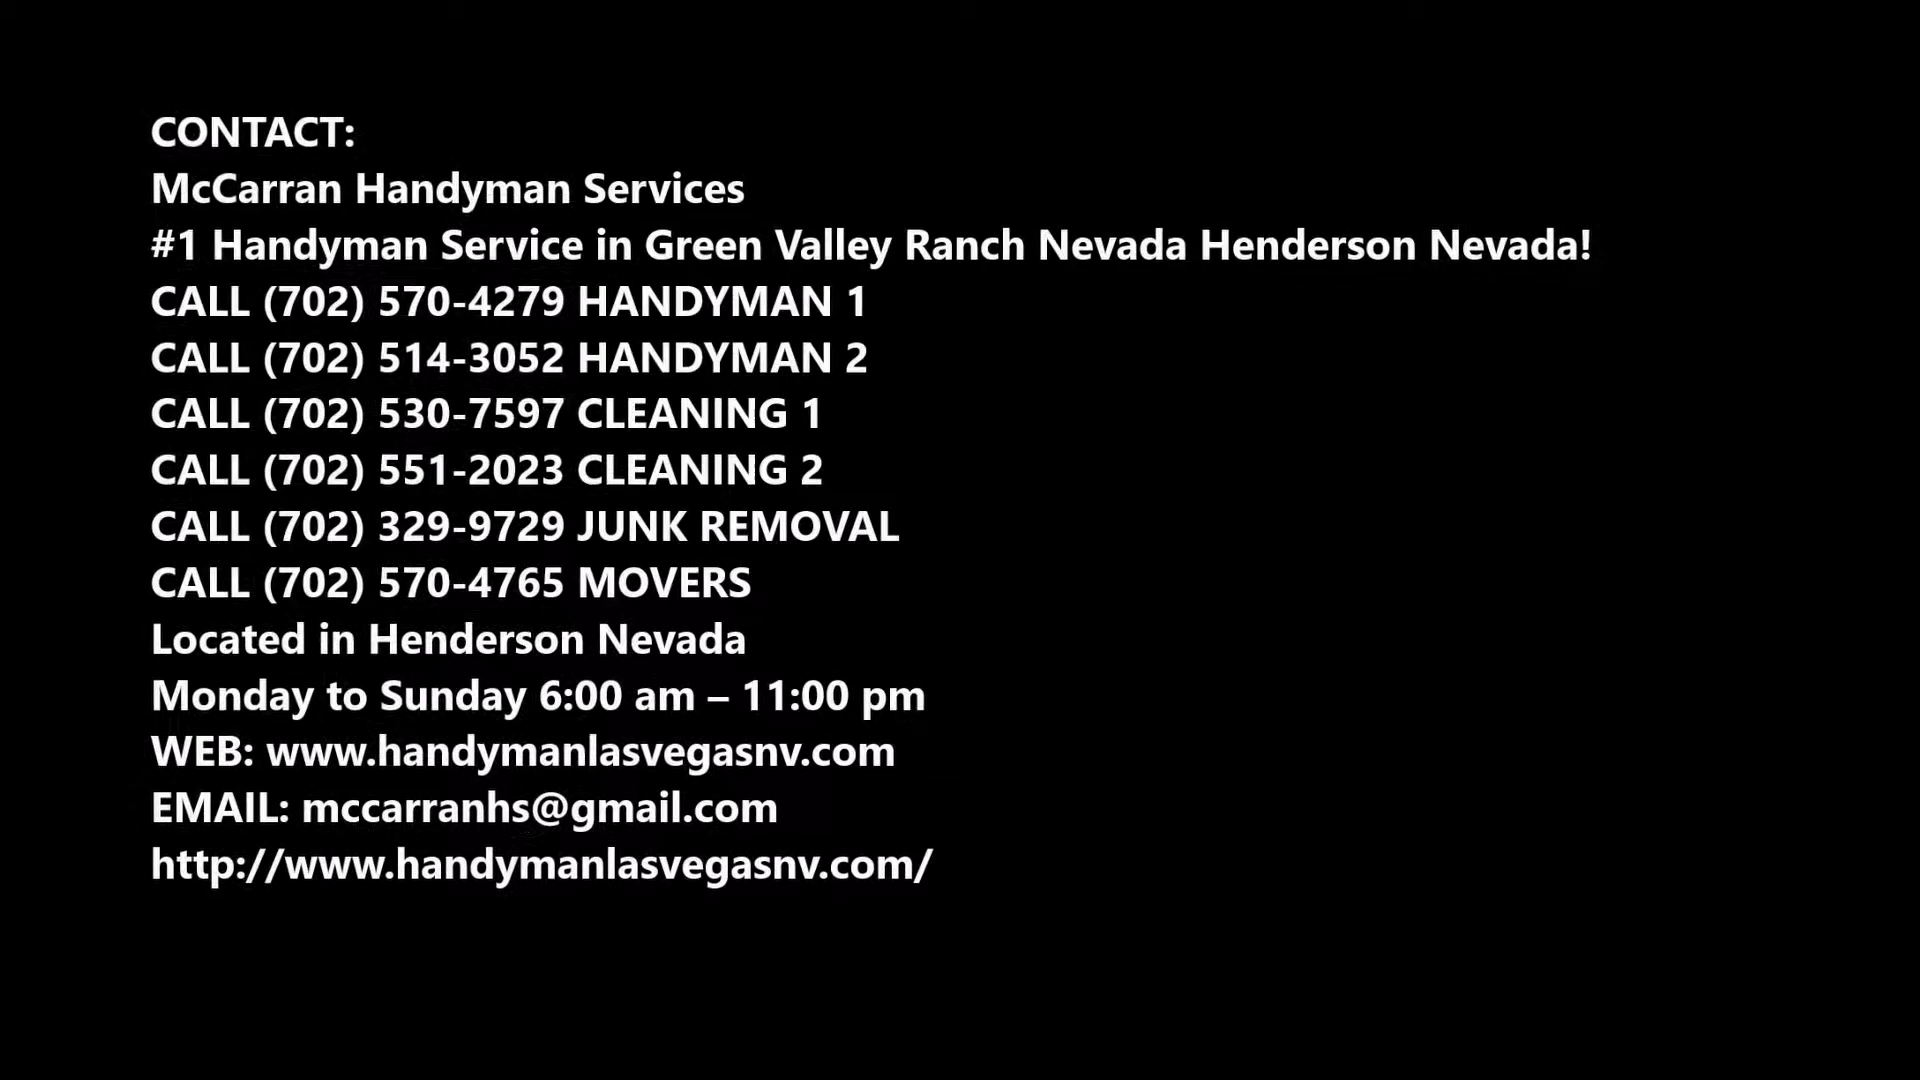 CONTACT:
McCarran Handyman Services
#1 Handyman Service in Green Valley Ranch Nevada Henderson Nevada!
CALL (702) 570-4279 HANDYMAN 1
CALL (702) 514-3052 HANDYMAN 2
CALL (702) 530-7597 CLEANING 1
CALL (702) 551-2023 CLEANING 2
CALL (702) 329-9729 JUNK REMOVAL
CALL (702) 570-4765 MOVERS
Located in Henderson Nevada
Monday to Sunday 6:00 am – 11:00 pm
WEB: www.handymanlasvegasnv.com
EMAIL: mccarranhs@gmail.com
http://www.handymanlasvegasnv.com/